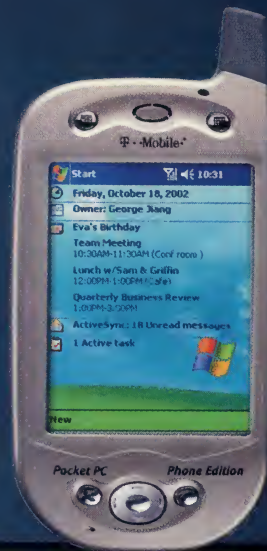 T · ·Mobile·
Start 10:31
Friday, October 18, 2002
Owner: George Jiang
Eva's Birthday
Team Meeting
10:30AM-11:30AM (Conf room )
Lunch w/Sam & Griffin
12:00PM-1:00PM (Cafe)
Quarterly Business Review
1:00PM-3:00PM
ActiveSync: 18 Unread messages
1 Active task
New
Pocket PC Phone Edition